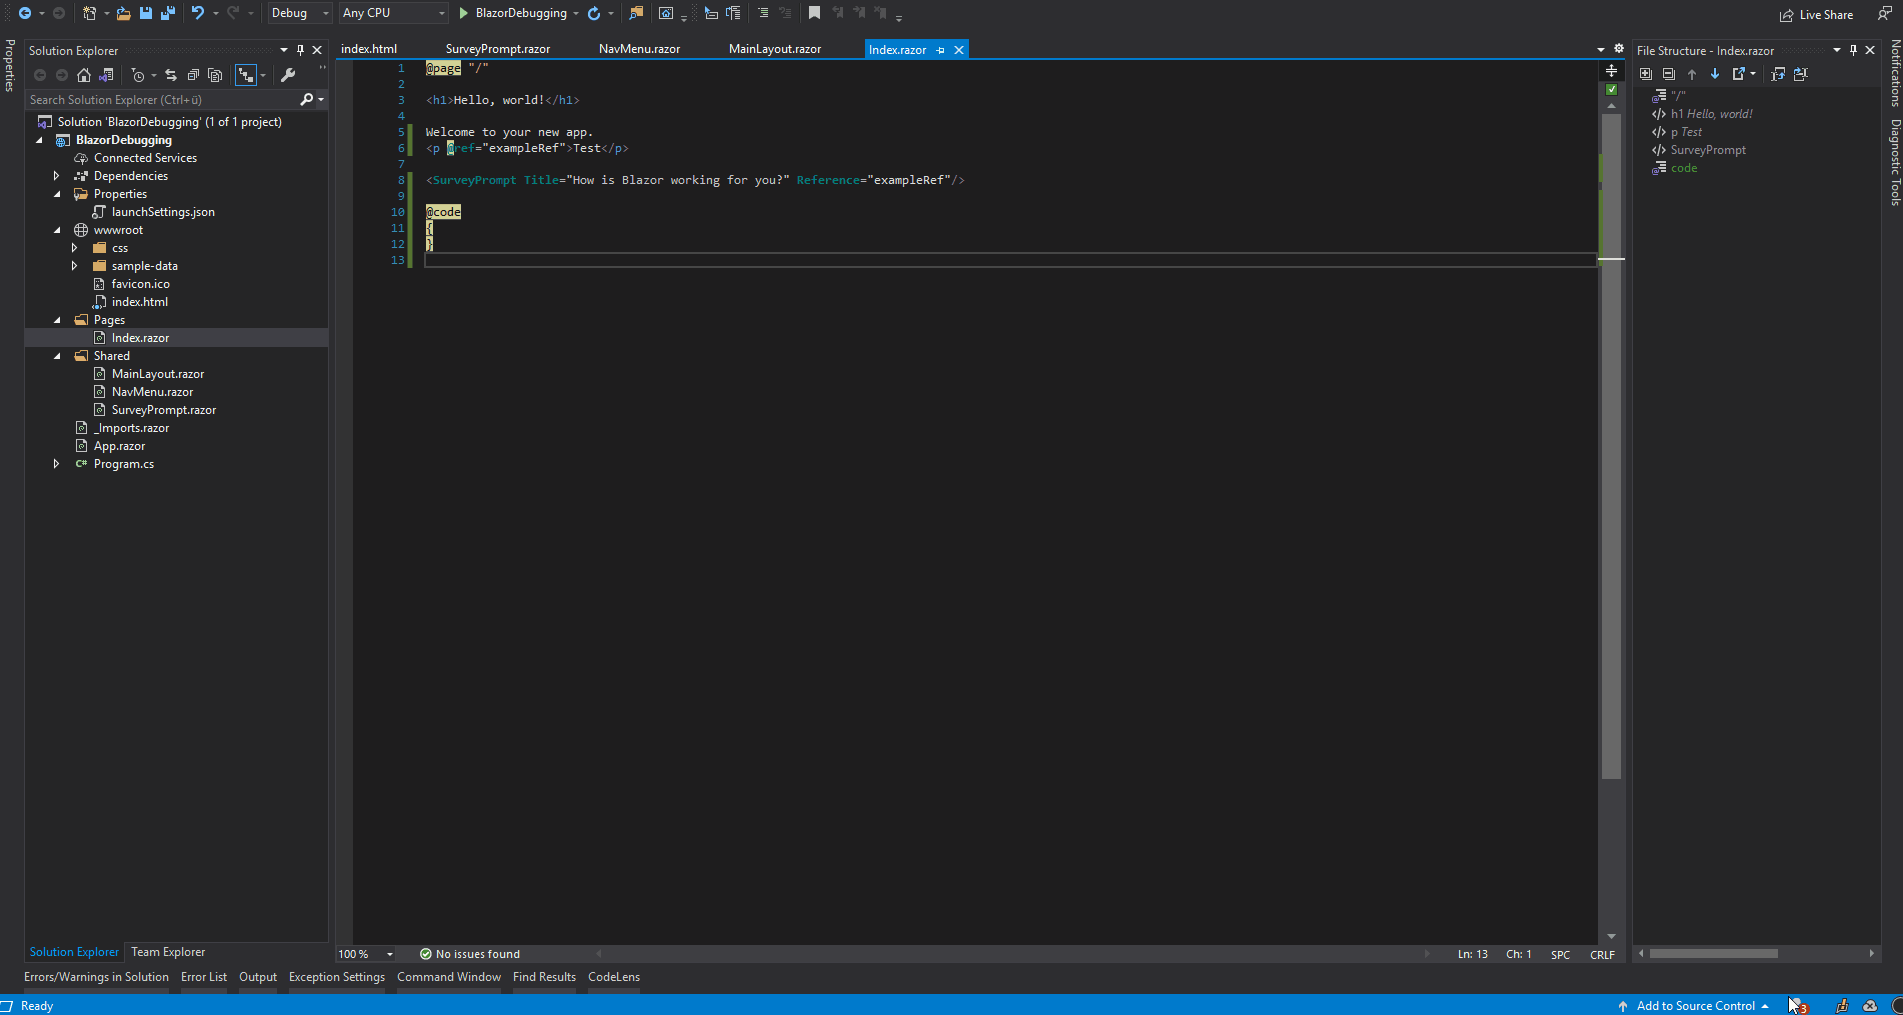 Debug
Any CPU
BlazorDebugging
Live Share
Properties
Solution Explorer
Search Solution Explorer (Ctrl+ü)
Solution 'BlazorDebugging' (1 of 1 project)
BlazorDebugging
Connected Services
Dependencies
Properties
launchSettings.json
wwwroot
css
sample-data
favicon.ico
index.html
Pages
Index.razor
Shared
MainLayout.razor
NavMenu.razor
SurveyPrompt.razor
_Imports.razor
App.razor
C# Program.cs
Solution Explorer Team Explorer
index.html SurveyPrompt.razor NavMenu.razor MainLayout.razor Index.razor
1 @page "/"
2
3 <h1>Hello, world!</h1>
4
5 Welcome to your new app.
6 <p @ref="exampleRef">Test</p>
7
8 <SurveyPrompt Title="How is Blazor working for you?" Reference="exampleRef"/>
9
10 @code
11 {
12 }
13
100 % No issues found Ln: 13 Ch: 1 SPC CRLF
File Structure - Index.razor
"/"
h1 Hello, world!
p Test
SurveyPrompt
code
Notifications
Diagnostic Tools
Errors/Warnings in Solution Error List Output Exception Settings Command Window Find Results CodeLens
Ready
Add to Source Control
3